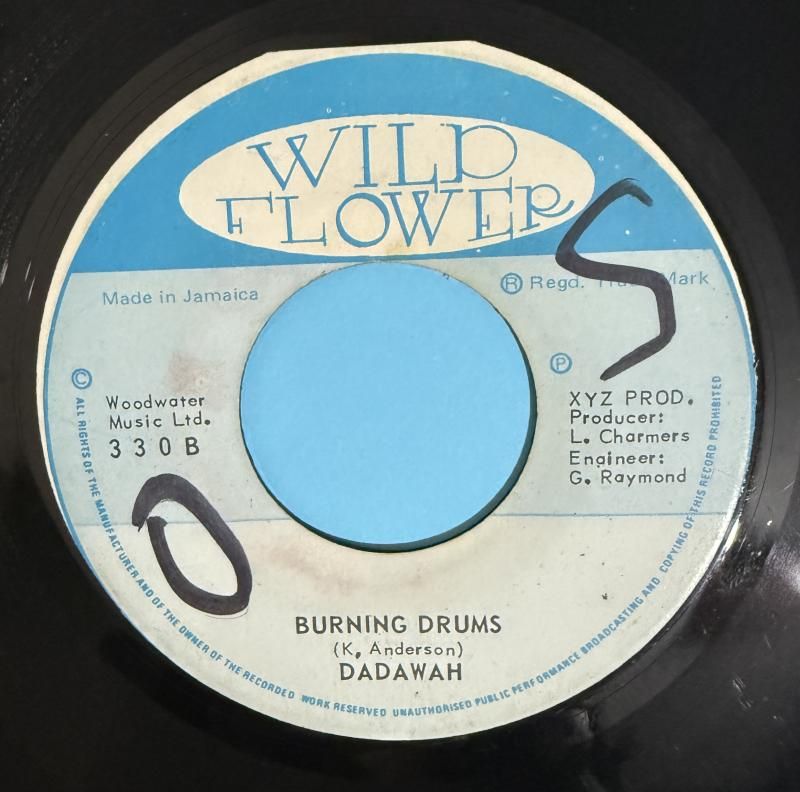 WILD
FLOWER
Made in Jamaica
® Regd. Trade Mark
©
Woodwater
Music Ltd.
330B
℗
XYZ PROD.
Producer:
L. Charmers
Engineer:
G. Raymond
S
O
BURNING DRUMS
(K. Anderson)
DADAWAH
ALL RIGHTS OF THE MANUFACTURER AND OF THE OWNER OF THE RECORDED WORK RESERVED UNAUTHORISED PUBLIC PERFORMANCE BROADCASTING AND COPYING OF THIS RECORD PROHIBITED